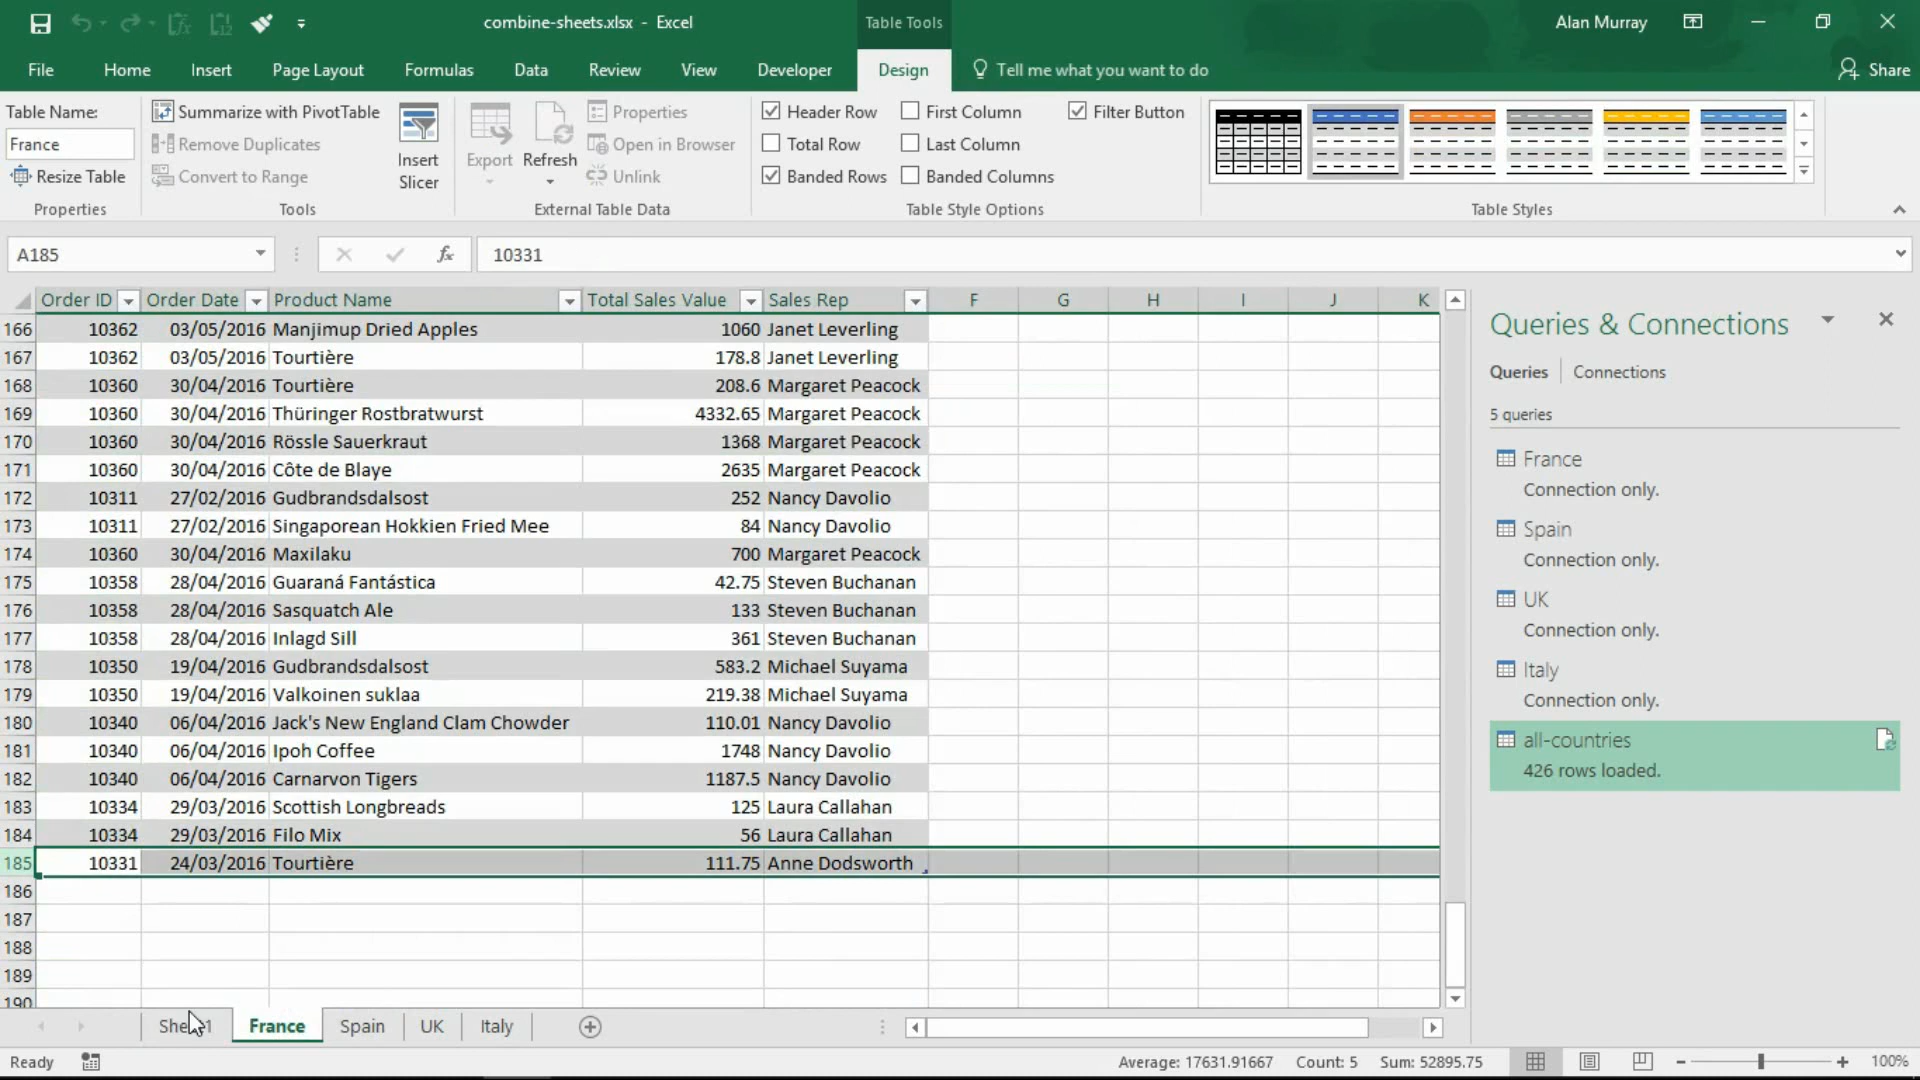 combine-sheets.xlsx - Excel
Table Tools
Alan Murray
File Home Insert Page Layout Formulas Data Review View Developer Design Tell me what you want to do Share
Table Name:
France
Resize Table
Properties
Summarize with PivotTable
Remove Duplicates
Convert to Range
Tools
Insert
Slicer
Export
Refresh
Properties
Open in Browser
Unlink
External Table Data
Header Row First Column Filter Button
Total Row Last Column
Banded Rows Banded Columns
Table Style Options
Table Styles
A185 fx 10331
Order ID Order Date Product Name Total Sales Value Sales Rep F G H I J K
166 10362 03/05/2016 Manjimup Dried Apples 1060 Janet Leverling
167 10362 03/05/2016 Tourtière 178.8 Janet Leverling
168 10360 30/04/2016 Tourtière 208.6 Margaret Peacock
169 10360 30/04/2016 Thüringer Rostbratwurst 4332.65 Margaret Peacock
170 10360 30/04/2016 Rössle Sauerkraut 1368 Margaret Peacock
171 10360 30/04/2016 Côte de Blaye 2635 Margaret Peacock
172 10311 27/02/2016 Gudbrandsdalsost 252 Nancy Davolio
173 10311 27/02/2016 Singaporean Hokkien Fried Mee 84 Nancy Davolio
174 10360 30/04/2016 Maxilaku 700 Margaret Peacock
175 10358 28/04/2016 Guaraná Fantástica 42.75 Steven Buchanan
176 10358 28/04/2016 Sasquatch Ale 133 Steven Buchanan
177 10358 28/04/2016 Inlagd Sill 361 Steven Buchanan
178 10350 19/04/2016 Gudbrandsdalsost 583.2 Michael Suyama
179 10350 19/04/2016 Valkoinen suklaa 219.38 Michael Suyama
180 10340 06/04/2016 Jack's New England Clam Chowder 110.01 Nancy Davolio
181 10340 06/04/2016 Ipoh Coffee 1748 Nancy Davolio
182 10340 06/04/2016 Carnarvon Tigers 1187.5 Nancy Davolio
183 10334 29/03/2016 Scottish Longbreads 125 Laura Callahan
184 10334 29/03/2016 Filo Mix 56 Laura Callahan
185 10331 24/03/2016 Tourtière 111.75 Anne Dodsworth
186
187
188
189
190
Queries & Connections
Queries Connections
5 queries
France
Connection only.
Spain
Connection only.
UK
Connection only.
Italy
Connection only.
all-countries
426 rows loaded.
France Spain UK Italy
Ready Average: 17631.91667 Count: 5 Sum: 52895.75 100%